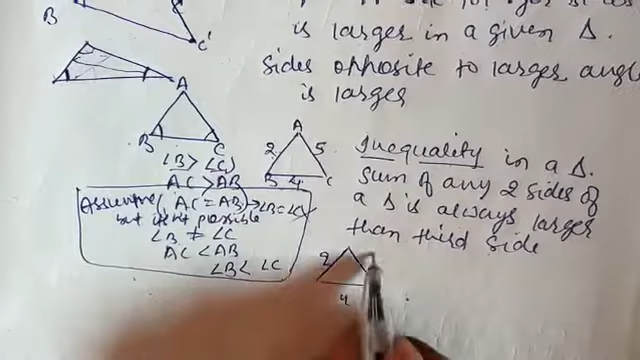 B
C'
is larger in a given Δ.
Sides opposite to larger angle
is larger
A
B C
∠B > ∠C
AC > AB
Assume (AC = AB) → ∠B = ∠C
but is not possible
∠B ≠ ∠C
AC < AB
∠B < ∠C
A
2 5
B 4 C
Inequality in a Δ.
Sum of any 2 sides of
a Δ is always larger
than third side
2
4